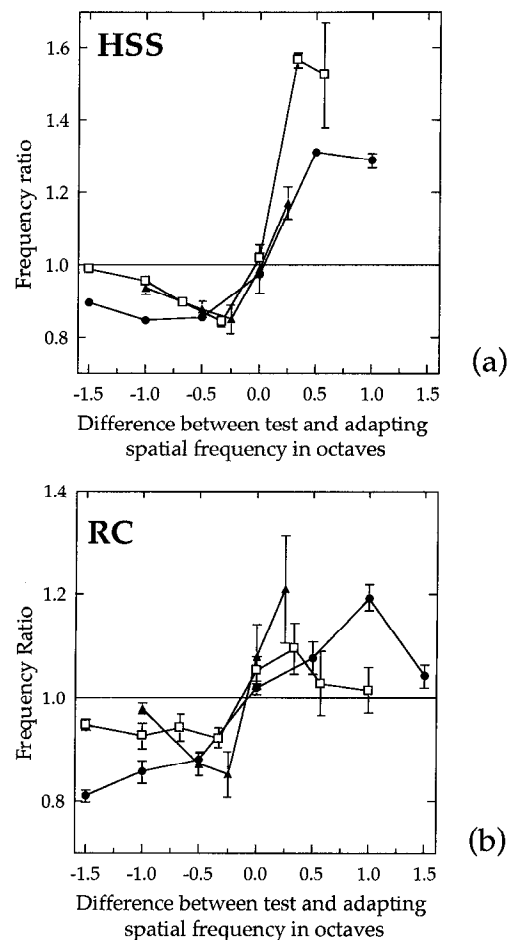 HSS
1.6
1.4
1.2
1.0
0.8
Frequency ratio
-1.5 -1.0 -0.5 0.0 0.5 1.0 1.5
Difference between test and adapting
spatial frequency in octaves
(a)
RC
1.4
1.2
1.0
0.8
Frequency Ratio
-1.5 -1.0 -0.5 0.0 0.5 1.0 1.5
Difference between test and adapting
spatial frequency in octaves
(b)